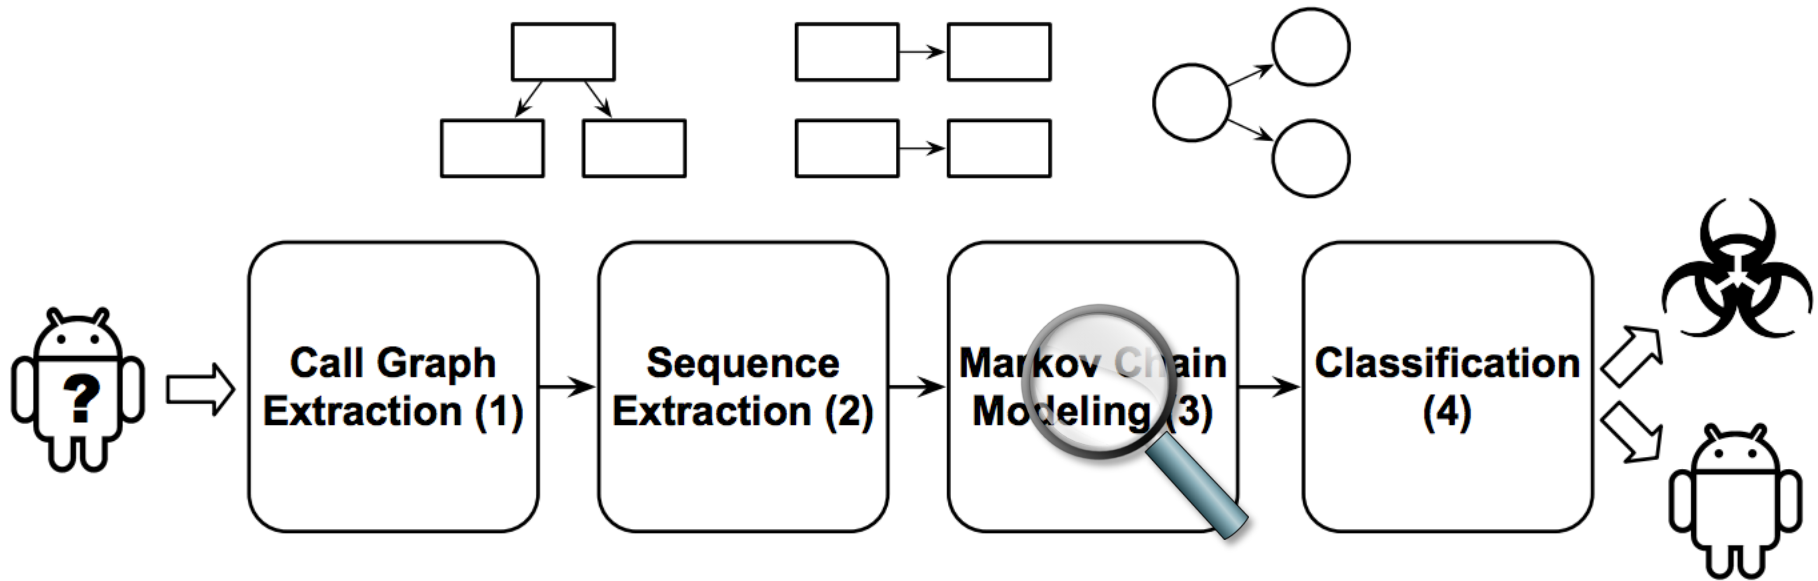 ?
Call Graph
Extraction (1)
Sequence
Extraction (2)
Markov Chain
Modeling (3)
Classification
(4)